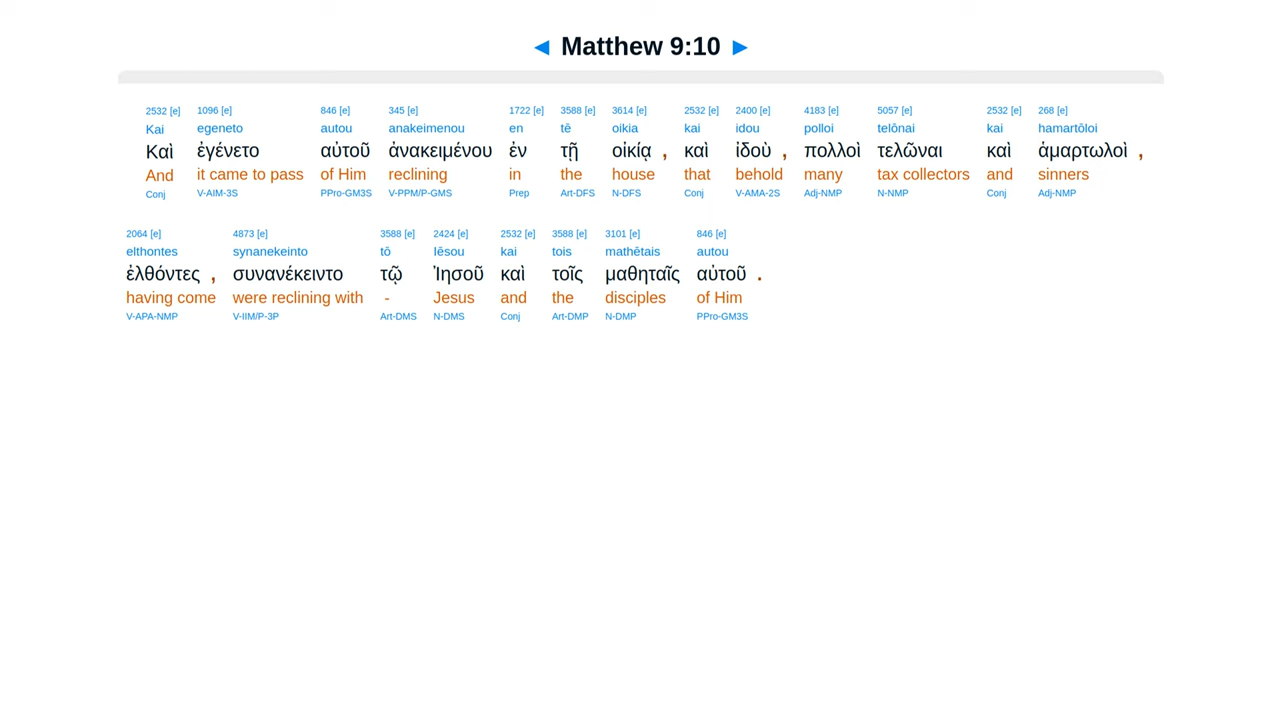 ◄ Matthew 9:10 ►
2532 [e] 1096 [e] 846 [e] 345 [e] 1722 [e] 3588 [e] 3614 [e] 2532 [e] 2400 [e] 4183 [e] 5057 [e] 2532 [e] 268 [e]
Kai egeneto autou anakeimenou en tē oikia kai idou polloi telōnai kai hamartōloi
Καὶ ἐγένετο αὐτοῦ ἀνακειμένου ἐν τῇ οἰκίᾳ , καὶ ἰδοὺ , πολλοὶ τελῶναι καὶ ἁμαρτωλοὶ ,
And it came to pass of Him reclining in the house that behold many tax collectors and sinners
Conj V-AIM-3S PPro-GM3S V-PPM/P-GMS Prep Art-DFS N-DFS Conj V-AMA-2S Adj-NMP N-NMP Conj Adj-NMP
2064 [e] 4873 [e] 3588 [e] 2424 [e] 2532 [e] 3588 [e] 3101 [e] 846 [e]
elthontes synanekeinto tō Iēsou kai tois mathētais autou
ἐλθόντες , συνανέκειντο τῷ Ἰησοῦ καὶ τοῖς μαθηταῖς αὐτοῦ .
having come were reclining with - Jesus and the disciples of Him
V-APA-NMP V-IIM/P-3P Art-DMS N-DMS Conj Art-DMP N-DMP PPro-GM3S